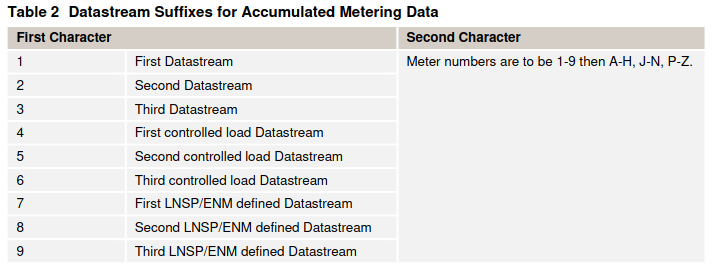 Table 2 Datastream Suffixes for Accumulated Metering Data
First Character Second Character
1 First Datastream Meter numbers are to be 1-9 then A-H, J-N, P-Z.
2 Second Datastream
3 Third Datastream
4 First controlled load Datastream
5 Second controlled load Datastream
6 Third controlled load Datastream
7 First LNSP/ENM defined Datastream
8 Second LNSP/ENM defined Datastream
9 Third LNSP/ENM defined Datastream